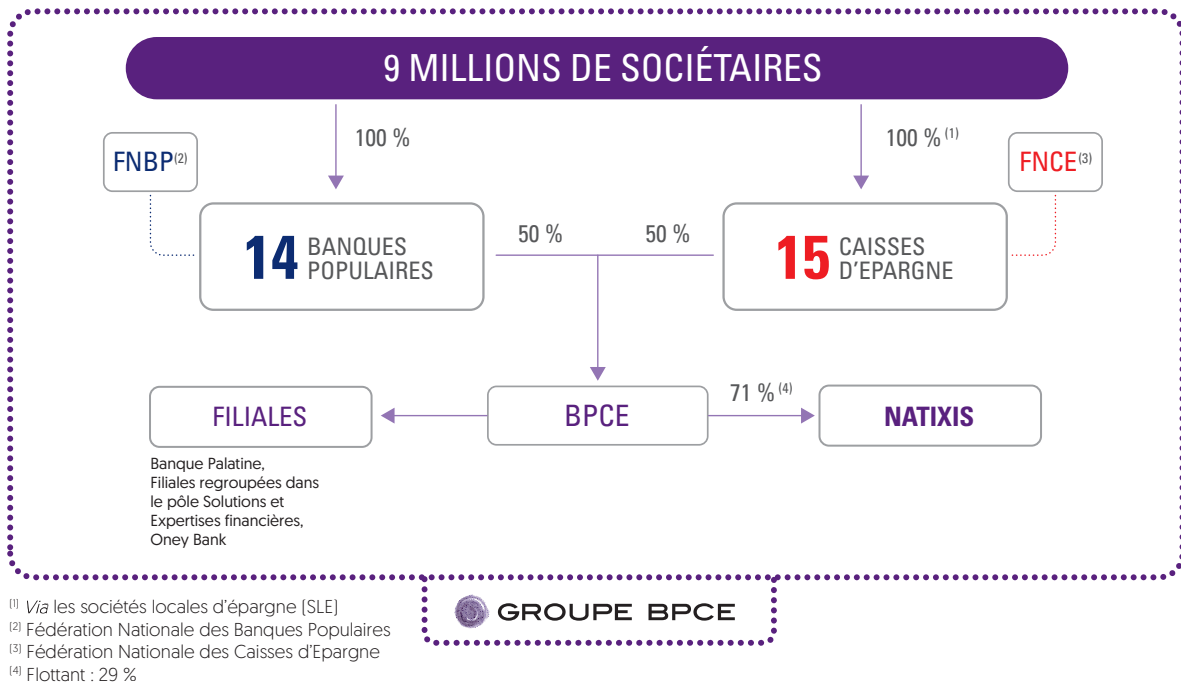 9 MILLIONS DE SOCIÉTAIRES
100 %
100 % (1)
FNBP(2)
FNCE(3)
14 BANQUES
POPULAIRES
50 %
50 %
15 CAISSES
D'EPARGNE
FILIALES
BPCE
71 % (4)
NATIXIS
Banque Palatine,
Filiales regroupées dans
le pôle Solutions et
Expertises financières,
Oney Bank
GROUPE BPCE
(1) Via les sociétés locales d'épargne (SLE)
(2) Fédération Nationale des Banques Populaires
(3) Fédération Nationale des Caisses d'Epargne
(4) Flottant : 29 %